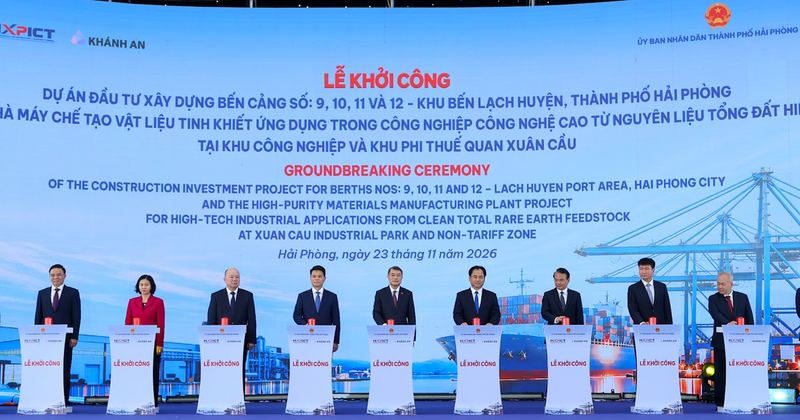 XPICT
KHÁNH AN
ỦY BAN NHÂN DÂN THÀNH PHỐ HẢI PHÒNG
LỄ KHỞI CÔNG
DỰ ÁN ĐẦU TƯ XÂY DỰNG BẾN CẢNG SỐ: 9, 10, 11 VÀ 12 - KHU BẾN LẠCH HUYỆN, THÀNH PHỐ HẢI PHÒNG
HÀ MÁY CHẾ TẠO VẬT LIỆU TINH KHIẾT ỨNG DỤNG TRONG CÔNG NGHIỆP CÔNG NGHỆ CAO TỪ NGUYÊN LIỆU TỔNG ĐẤT HI
TẠI KHU CÔNG NGHIỆP VÀ KHU PHI THUẾ QUAN XUÂN CẦU
GROUNDBREAKING CEREMONY
OF THE CONSTRUCTION INVESTMENT PROJECT FOR BERTHS NOS: 9, 10, 11 AND 12 – LACH HUYEN PORT AREA, HAI PHONG CITY
AND THE HIGH-PURITY MATERIALS MANUFACTURING PLANT PROJECT
FOR HIGH-TECH INDUSTRIAL APPLICATIONS FROM CLEAN TOTAL RARE EARTH FEEDSTOCK
AT XUAN CAU INDUSTRIAL PARK AND NON-TARIFF ZONE
Hải Phòng, ngày 23 tháng 11 năm 2026
LỄ KHỞI CÔNG
LỄ KHỞI CÔNG
LỄ KHỞI CÔNG
LỄ KHỞI CÔNG
LỄ KHỞI CÔNG
LỄ KHỞI CÔNG
LỄ KHỞI CÔNG
LỄ KHỞI CÔNG
LỄ KHỞI CÔNG